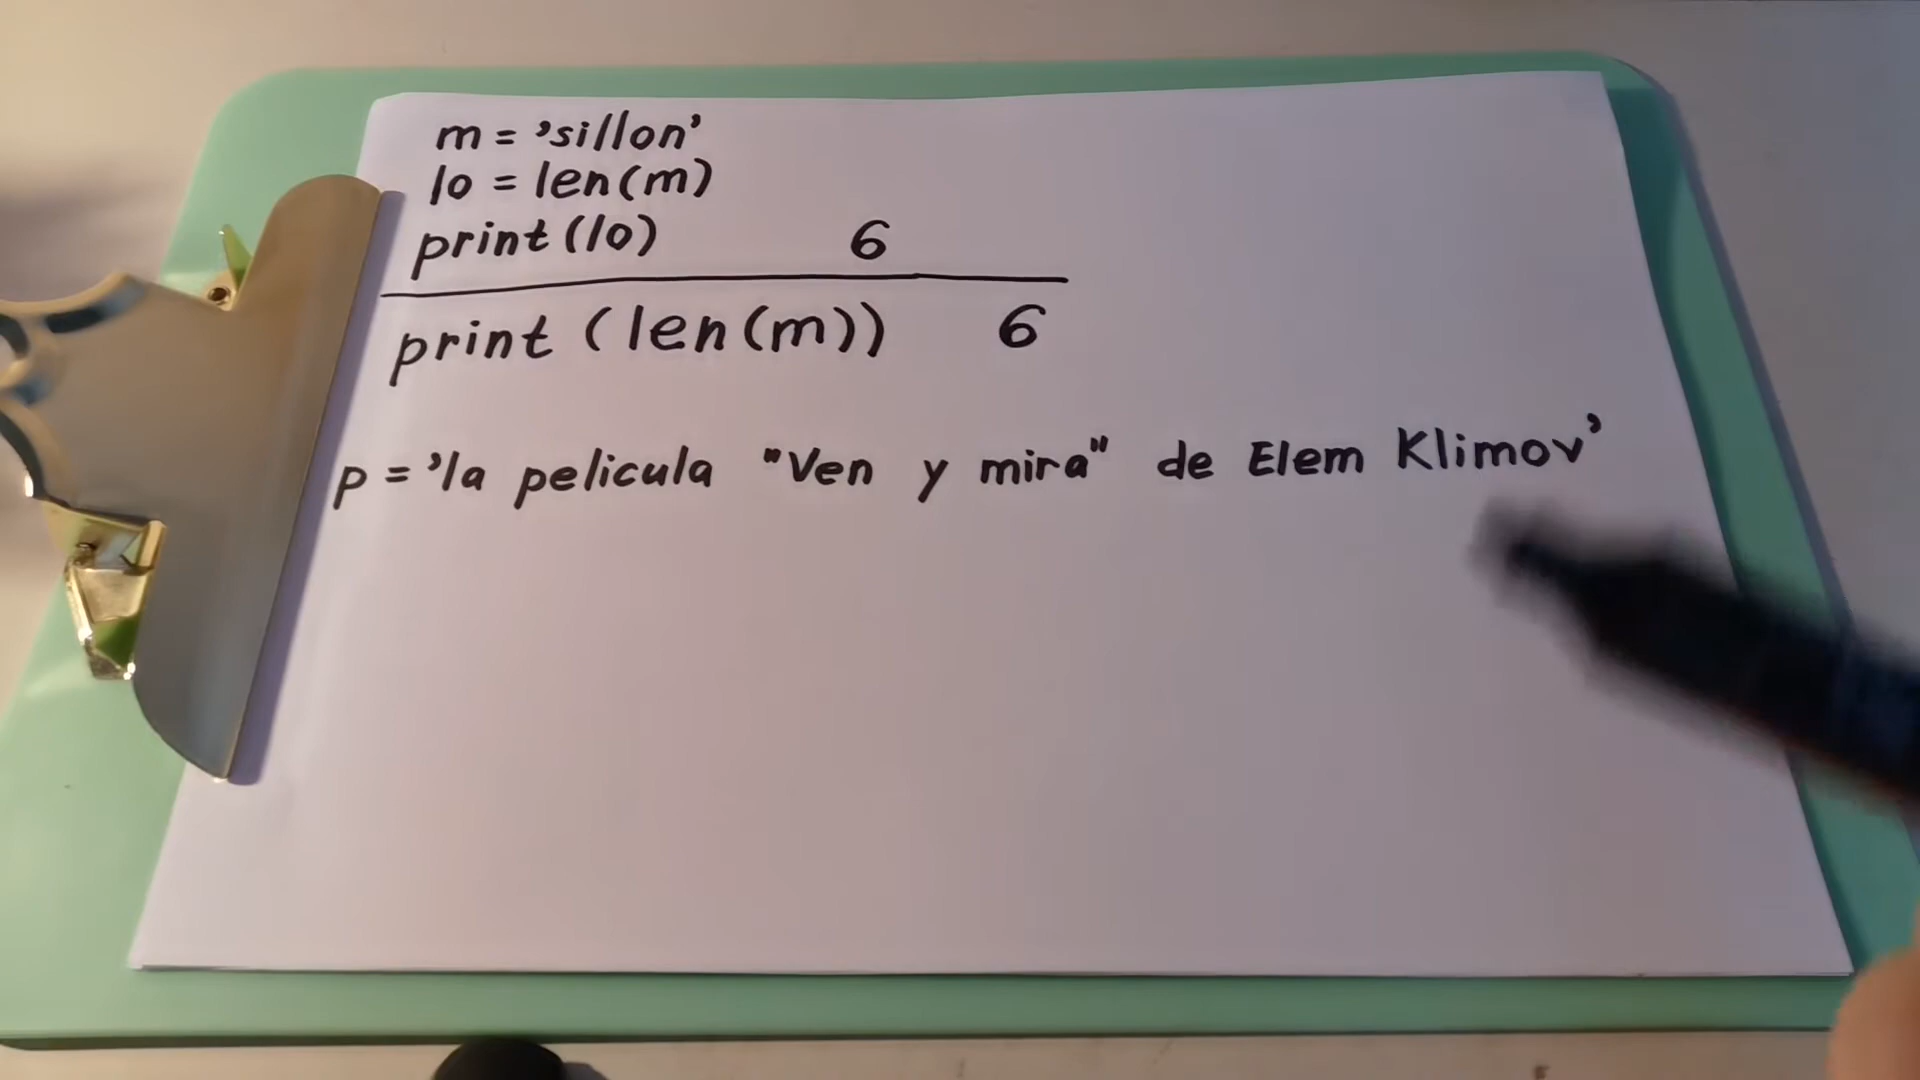 m = 'sillon'
lo = len(m)
print(lo) 6
print (len(m)) 6
p = 'la pelicula "Ven y mira" de Elem Klimov'